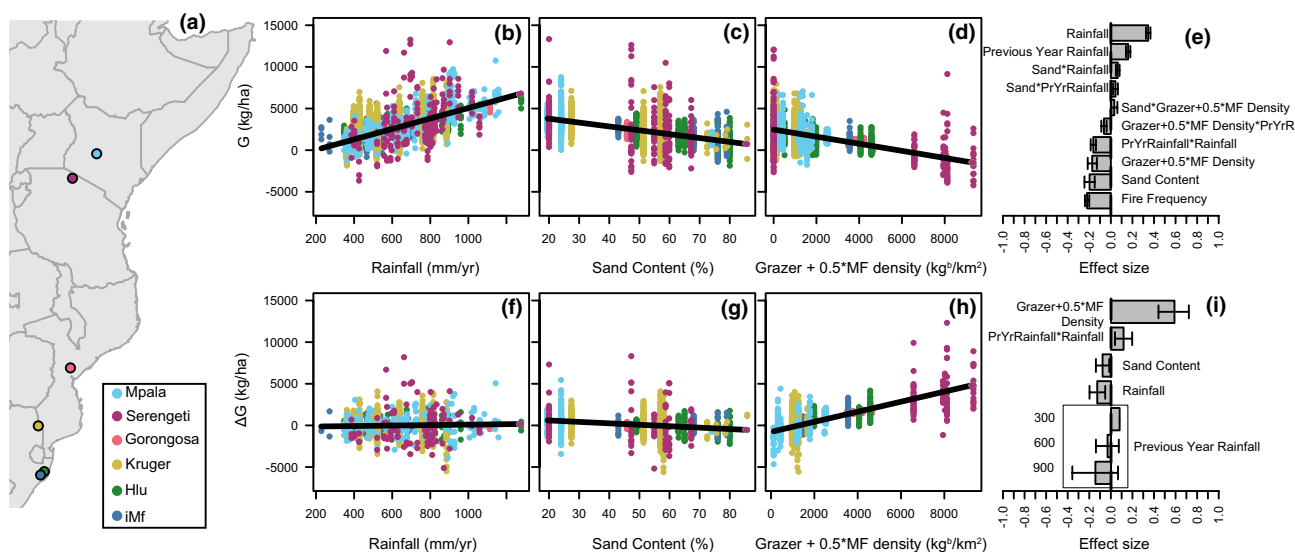 (a)
Mpala
Serengeti
Gorongosa
Kruger
Hlu
iMf
G (kg/ha)
15000
10000
5000
0
-5000
(b)
200 400 600 800 1000
Rainfall (mm/yr)
(c)
20 30 40 50 60 70 80
Sand Content (%)
(d)
0 2000 4000 6000 8000
Grazer + 0.5*MF density (kgᵇ/km²)
(e)
Rainfall
Previous Year Rainfall
Sand*Rainfall
Sand*PrYrRainfall
Sand*Grazer+0.5*MF Density
Grazer+0.5*MF Density*PrYrR
PrYrRainfall*Rainfall
Grazer+0.5*MF Density
Sand Content
Fire Frequency
-1.0 -0.8 -0.6 -0.4 -0.2 0.0 0.2 0.4 0.6 0.8 1.0
Effect size
ΔG (kg/ha)
15000
10000
5000
0
-5000
(f)
200 400 600 800 1000
Rainfall (mm/yr)
(g)
20 30 40 50 60 70 80
Sand Content (%)
(h)
0 2000 4000 6000 8000
Grazer + 0.5*MF density (kgᵇ/km²)
(i)
Grazer+0.5*MF
Density
PrYRainfall*Rainfall
Sand Content
Rainfall
300
600
900
Previous Year Rainfall
-1.0 -0.8 -0.6 -0.4 -0.2 0.0 0.2 0.4 0.6 0.8 1.0
Effect size